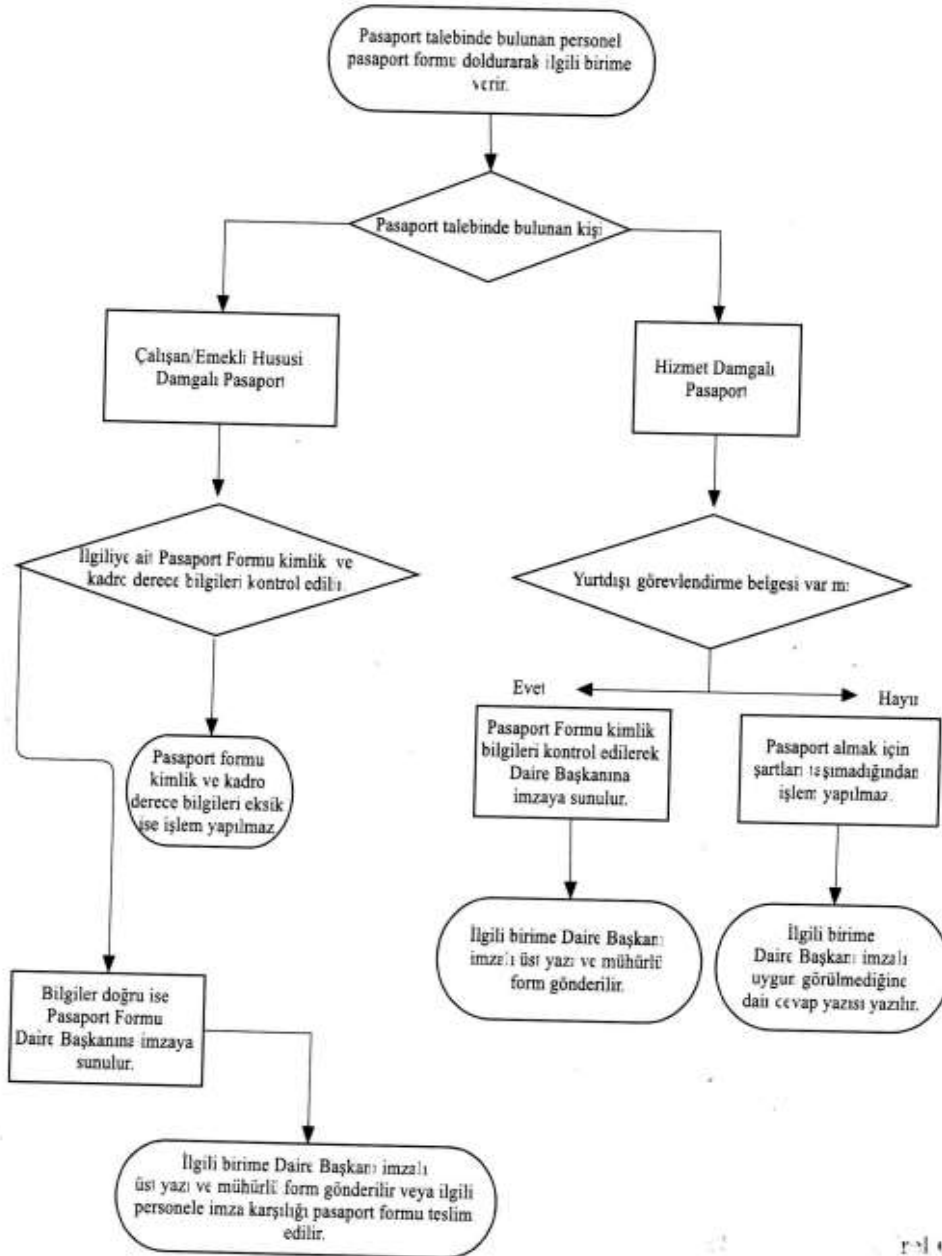 Pasaport talebinde bulunan personel
pasaport formu doldurarak ilgili birime
verir.
Pasaport talebinde bulunan kişi
Çalışan/Emekli Hususi
Damgalı Pasaport
Hizmet Damgalı
Pasaport
İlgiliye ait Pasaport Formu kimlik ve
kadro derece bilgileri kontrol edilir.
Yurtdışı görevlendirme belgesi var mı
Evet
Hayır
Pasaport formu
kimlik ve kadro
derece bilgileri eksik
ise işlem yapılmaz
Pasaport Formu kimlik
bilgileri kontrol edilerek
Daire Başkanına
imzaya sunulur.
Pasaport almak için
şartları taşımadığından
işlem yapılmaz.
İlgili birime Daire Başkanı
imzalı üst yazı ve mühürlü
form gönderilir.
İlgili birime
Daire Başkanı imzalı
uygun görülmediğine
dair cevap yazısı yazılır.
Bilgiler doğru ise
Pasaport Formu
Daire Başkanına imzaya
sunulur.
İlgili birime Daire Başkanı imzalı
üst yazı ve mühürlü form gönderilir veya ilgili
personele imza karşılığı pasaport formu teslim
edilir.